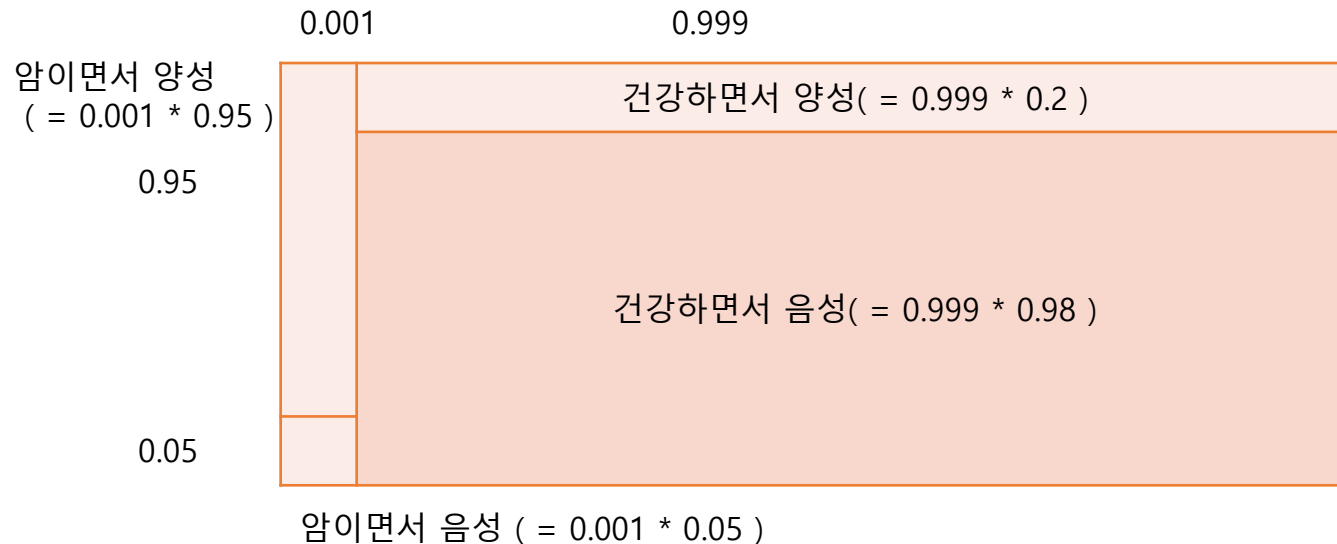 0.001
0.999
암이면서 양성
( = 0.001 * 0.95 )
건강하면서 양성( = 0.999 * 0.2 )
0.95
건강하면서 음성( = 0.999 * 0.98 )
0.05
암이면서 음성 ( = 0.001 * 0.05 )